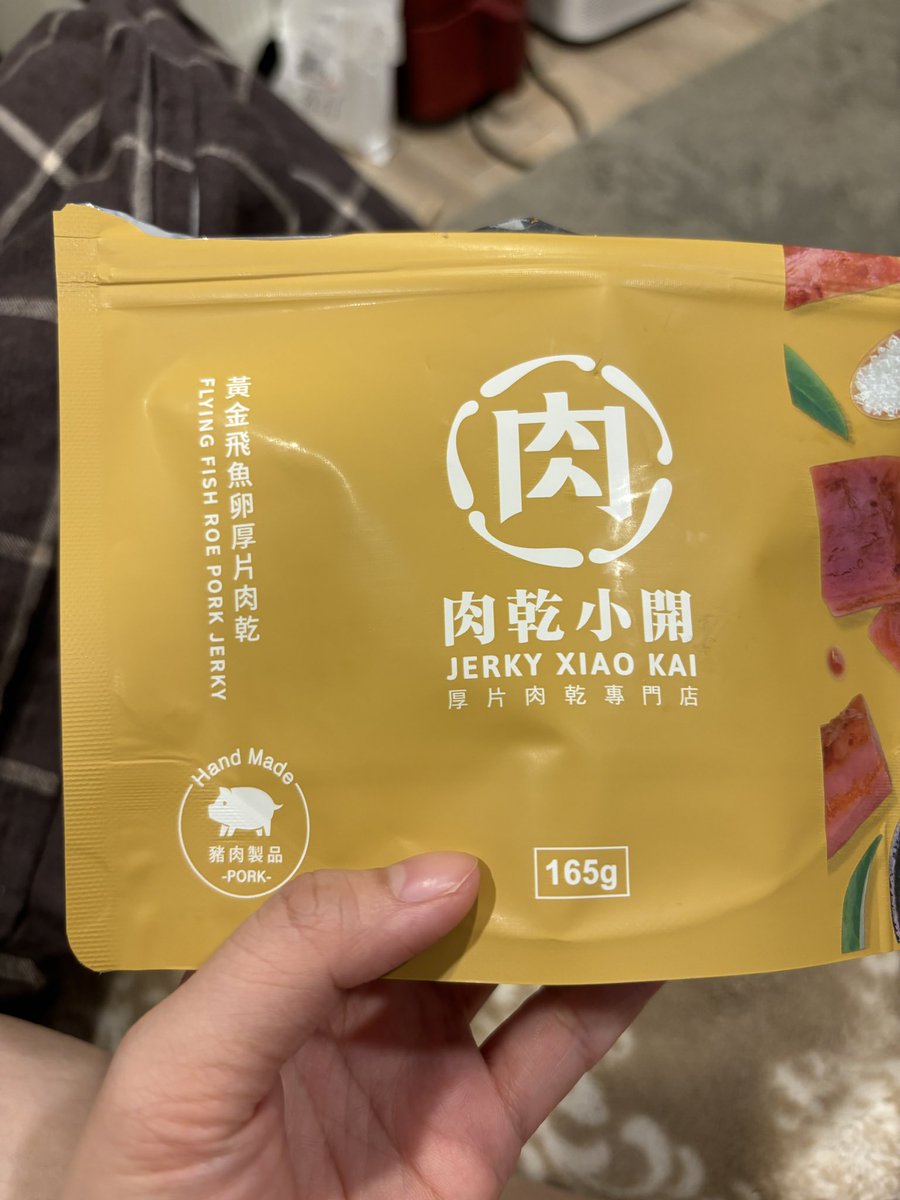 肉
肉乾小開
JERKY XIAO KAI
厚片肉乾專門店
黃金飛魚卵厚片肉乾
FLYING FISH ROE PORK JERKY
Hand Made
豬肉製品
-PORK-
165g